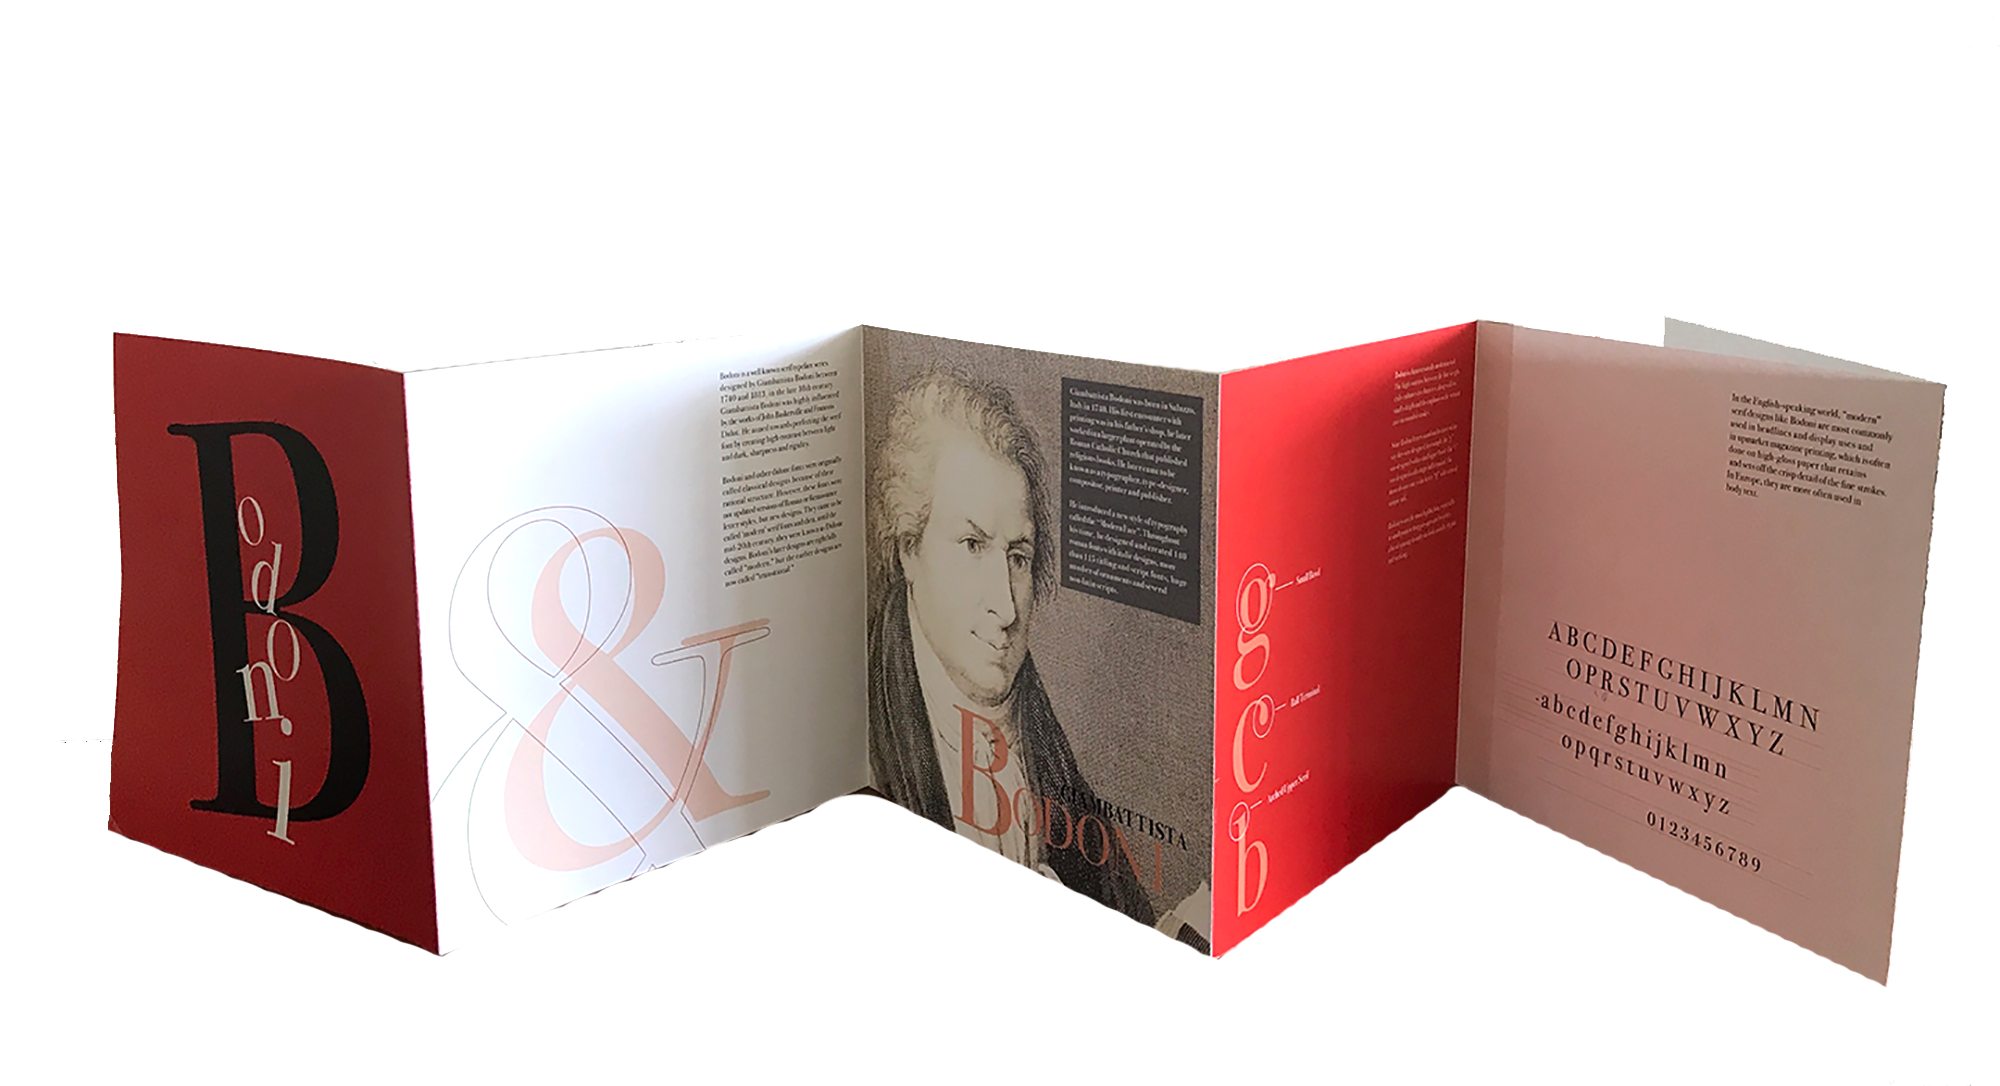 B
odoni
&
Bodoni is a well known serif typeface series
designed by Giambattista Bodoni between
1740 and 1813, in the late 18th century.
Giambattista Bodoni was highly influenced
by the works of John Baskerville and Francois
Didot. He aimed towards perfecting the serif
font by creating high contrast between light
and dark, sharpness and rigidity.
Bodoni and other didone fonts were originally
called classical designs because of their
rational structure. However, these fonts were
not updated versions of Roman or Renaissance
letter styles, but new designs. They came to be
called 'modern' serif fonts and then, until the
mid-20th century, they were known as Didone
designs. Bodoni's later designs are rightfully
called "modern," but the earlier designs are
now called "transitional."
Giambattista Bodoni was born in Saluzzo,
Italy in 1740. His first encounter with
printing was in his father's shop, he later
worked in a larger plant operated by the
Roman Catholic Church that published
religious books. He later came to be
known as a typographer, type-designer,
compositor, printer and publisher.
He introduced a new style of typography
called the "Modern Face". Throughout
his time, he designed and created 140
roman fonts with italic designs, more
than 115 titling and script fonts, huge
number of ornaments and several
non-latin scripts.
GIAMBATTISTA
BODONI
g Small Bowl
C Ball Terminal
b Arched Upper Serif
In the English-speaking world, "modern"
serif designs like Bodoni are most commonly
used in headlines and display uses and
in upmarket magazine printing, which is often
done on high-gloss paper that retains
and sets off the crisp detail of the fine strokes.
In Europe, they are more often used in
body text.
ABCDEFGHIJKLMN
OPRSTUVWXYZ
-abcdefghijklmn
opqrstuvwxyz
0123456789